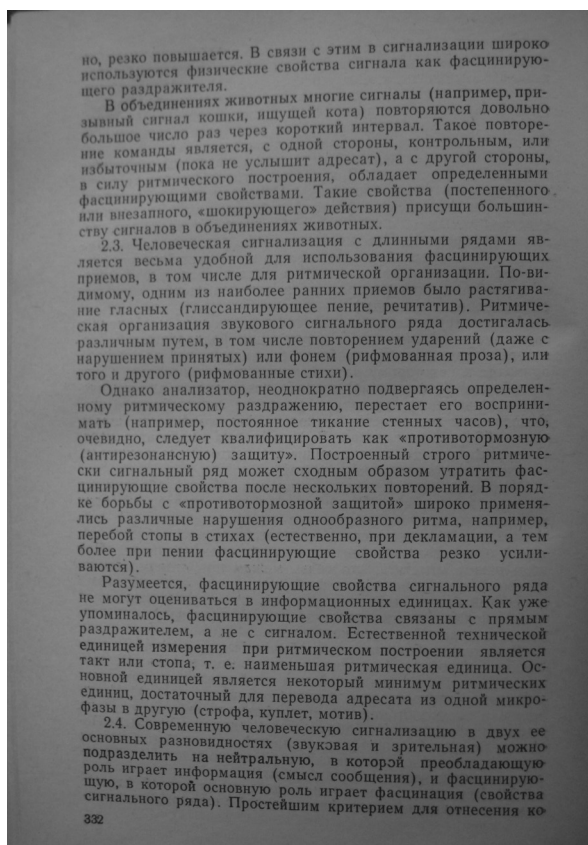 но, резко повышается. В связи с этим в сигнализации широко
используются физические свойства сигнала как фасцинирую-
щего раздражителя.
В объединениях животных многие сигналы (например, при-
зывный сигнал кошки, ищущей кота) повторяются довольно
большое число раз через короткий интервал. Такое повторе-
ние команды является, с одной стороны, контрольным, или
избыточным (пока не услышит адресат), а с другой стороны,
в силу ритмического построения, обладает определенными
фасцинирующими свойствами. Такие свойства (постепенного
или внезапного, «шокирующего» действия) присущи большин-
ству сигналов в объединениях животных.
2.3. Человеческая сигнализация с длинными рядами яв-
ляется весьма удобной для использования фасцинирующих
приемов, в том числе для ритмической организации. По-ви-
димому, одним из наиболее ранних приемов было растягива-
ние гласных (глиссандирующее пение, речитатив). Ритмиче-
ская организация звукового сигнального ряда достигалась
различным путем, в том числе повторением ударений (даже с
нарушением принятых) или фонем (рифмованная проза), или
того и другого (рифмованные стихи).
Однако анализатор, неоднократно подвергаясь определен-
ному ритмическому раздражению, перестает его восприни-
мать (например, постоянное тикание стенных часов), что,
очевидно, следует квалифицировать как «противотормозную
(антирезонансную) защиту». Построенный строго ритмиче-
ски сигнальный ряд может сходным образом утратить фас-
цинирующие свойства после нескольких повторений. В поряд-
ке борьбы с «противотормозной защитой» широко применя-
лись различные нарушения однообразного ритма, например,
перебой стопы в стихах (естественно, при декламации, а тем
более при пении фасцинирующие свойства резко усили-
ваются).
Разумеется, фасцинирующие свойства сигнального ряда
не могут оцениваться в информационных единицах. Как уже
упоминалось, фасцинирующие свойства связаны с прямым
раздражителем, а не с сигналом. Естественной технической
единицей измерения при ритмическом построении является
такт или стопа, т. е. наименьшая ритмическая единица. Ос-
новной единицей является некоторый минимум ритмических
единиц, достаточный для перевода адресата из одной микро-
фазы в другую (строфа, куплет, мотив).
2.4. Современную человеческую сигнализацию в двух ее
основных разновидностях (звуковая и зрительная) можно
подразделить на нейтральную, в которой преобладающую
роль играет информация (смысл сообщения), и фасцинирую-
щую, в которой основную роль играет фасцинация (свойства
сигнального ряда). Простейшим критерием для отнесения ко-
332